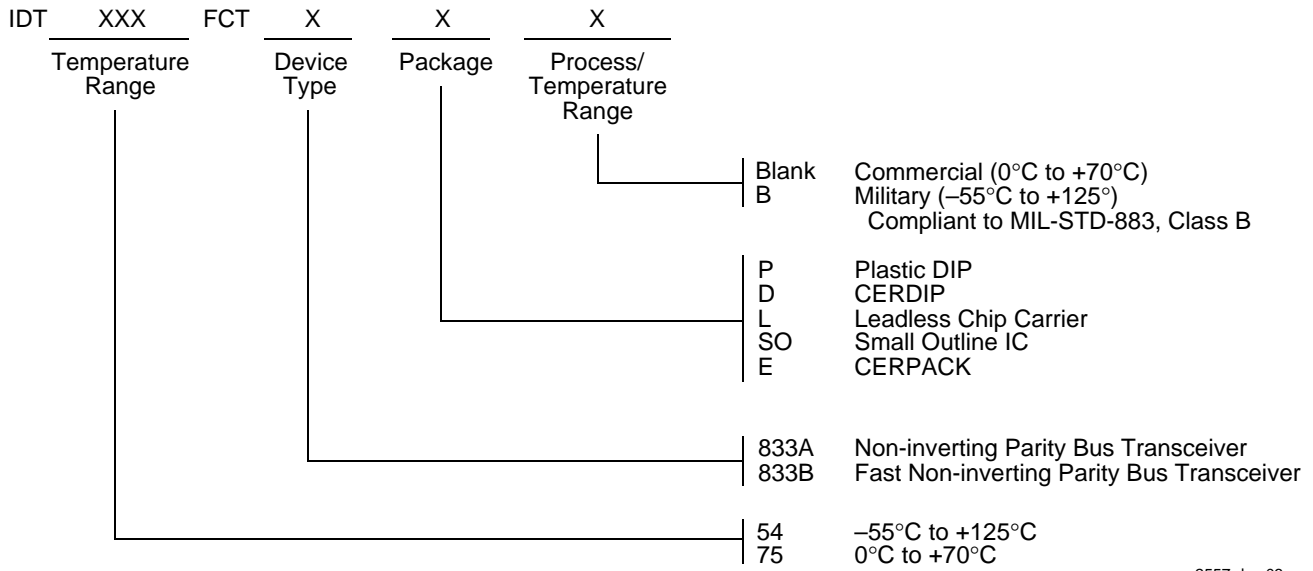 IDT XXX FCT X X X
Temperature Range
Device Type
Package
Process/ Temperature Range
Blank Commercial (0°C to +70°C)
B Military (–55°C to +125°)
Compliant to MIL-STD-883, Class B
P Plastic DIP
D CERDIP
L Leadless Chip Carrier
SO Small Outline IC
E CERPACK
833A Non-inverting Parity Bus Transceiver
833B Fast Non-inverting Parity Bus Transceiver
54 –55°C to +125°C
75 0°C to +70°C